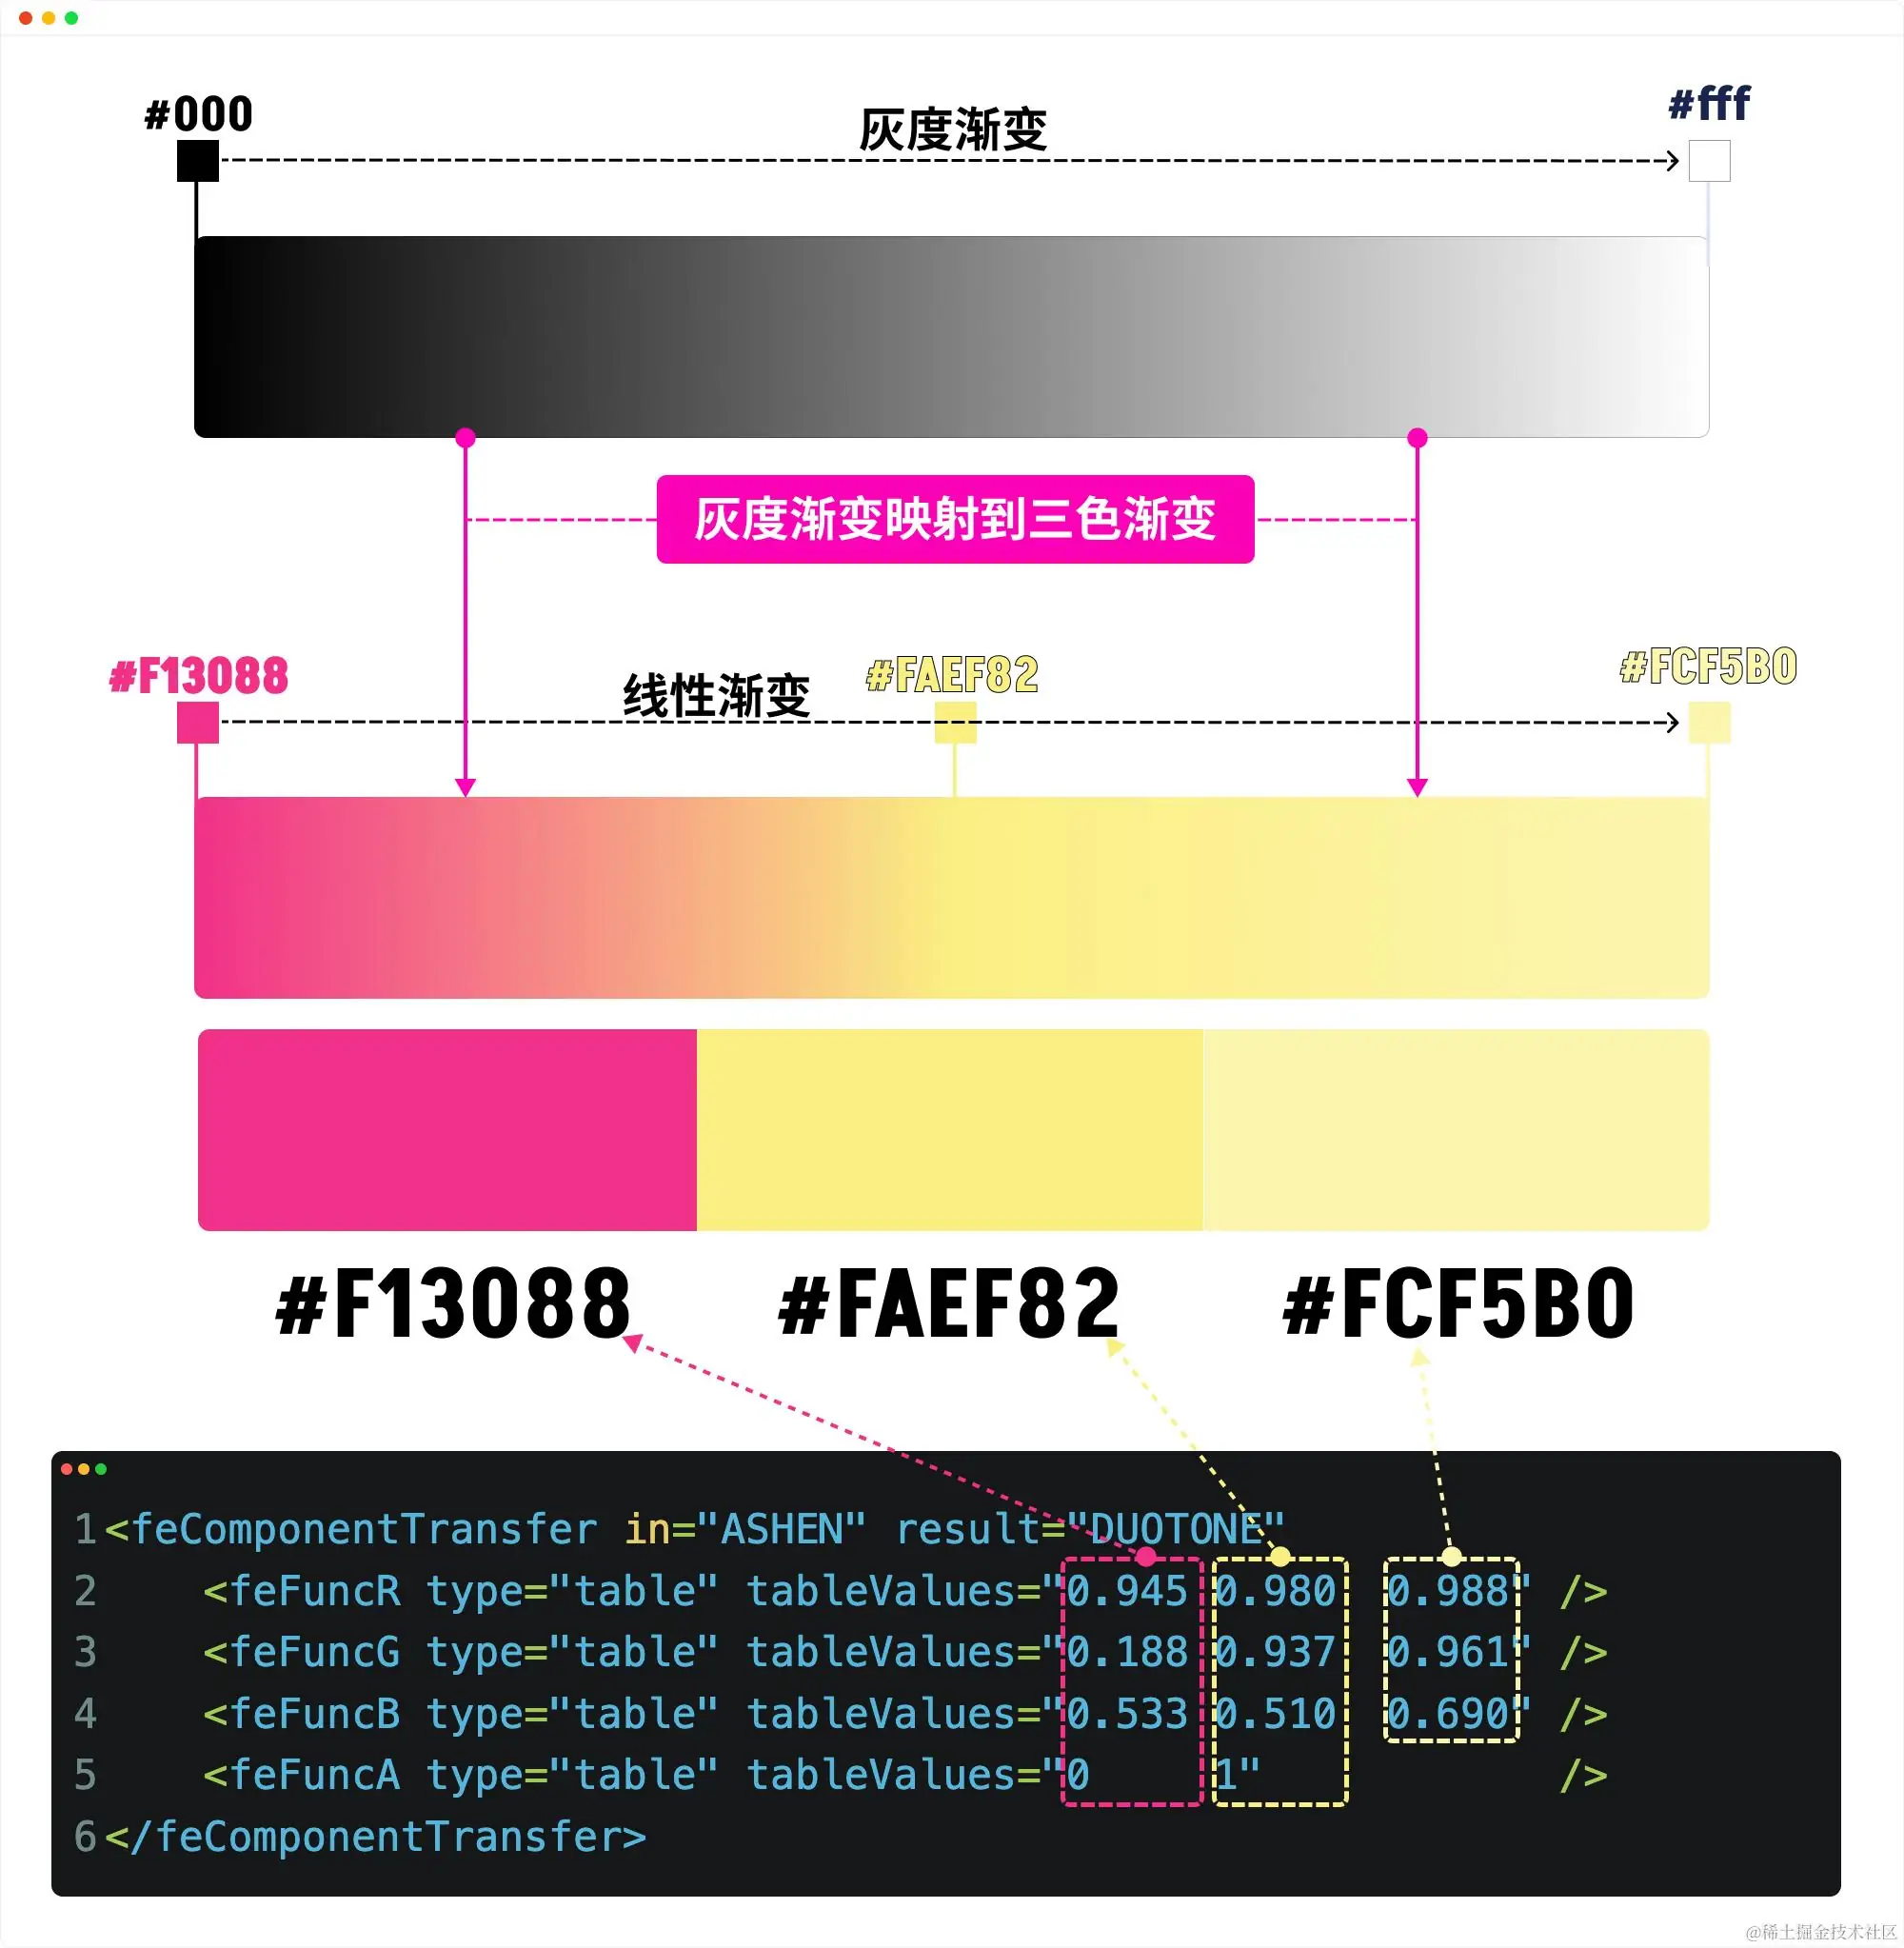 #000
灰度渐变
#fff
灰度渐变映射到三色渐变
#F13088
线性渐变
#FAEF82
#FCF5B0
#F13088 #FAEF82 #FCF5B0
1 <feComponentTransfer in="ASHEN" result="DUOTONE"
2 <feFuncR type="table" tableValues="0.945 0.980 0.988" />
3 <feFuncG type="table" tableValues="0.188 0.937 0.961" />
4 <feFuncB type="table" tableValues="0.533 0.510 0.690" />
5 <feFuncA type="table" tableValues="0 1" />
6 </feComponentTransfer>
@稀土掘金技术社区